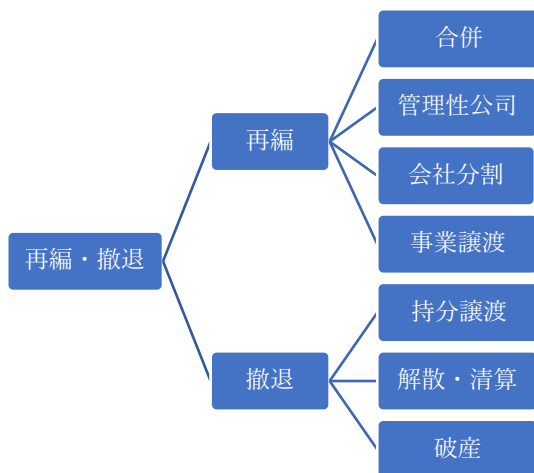 再編・撤退
再編
合併
管理性公司
会社分割
事業譲渡
撤退
持分譲渡
解散・清算
破産